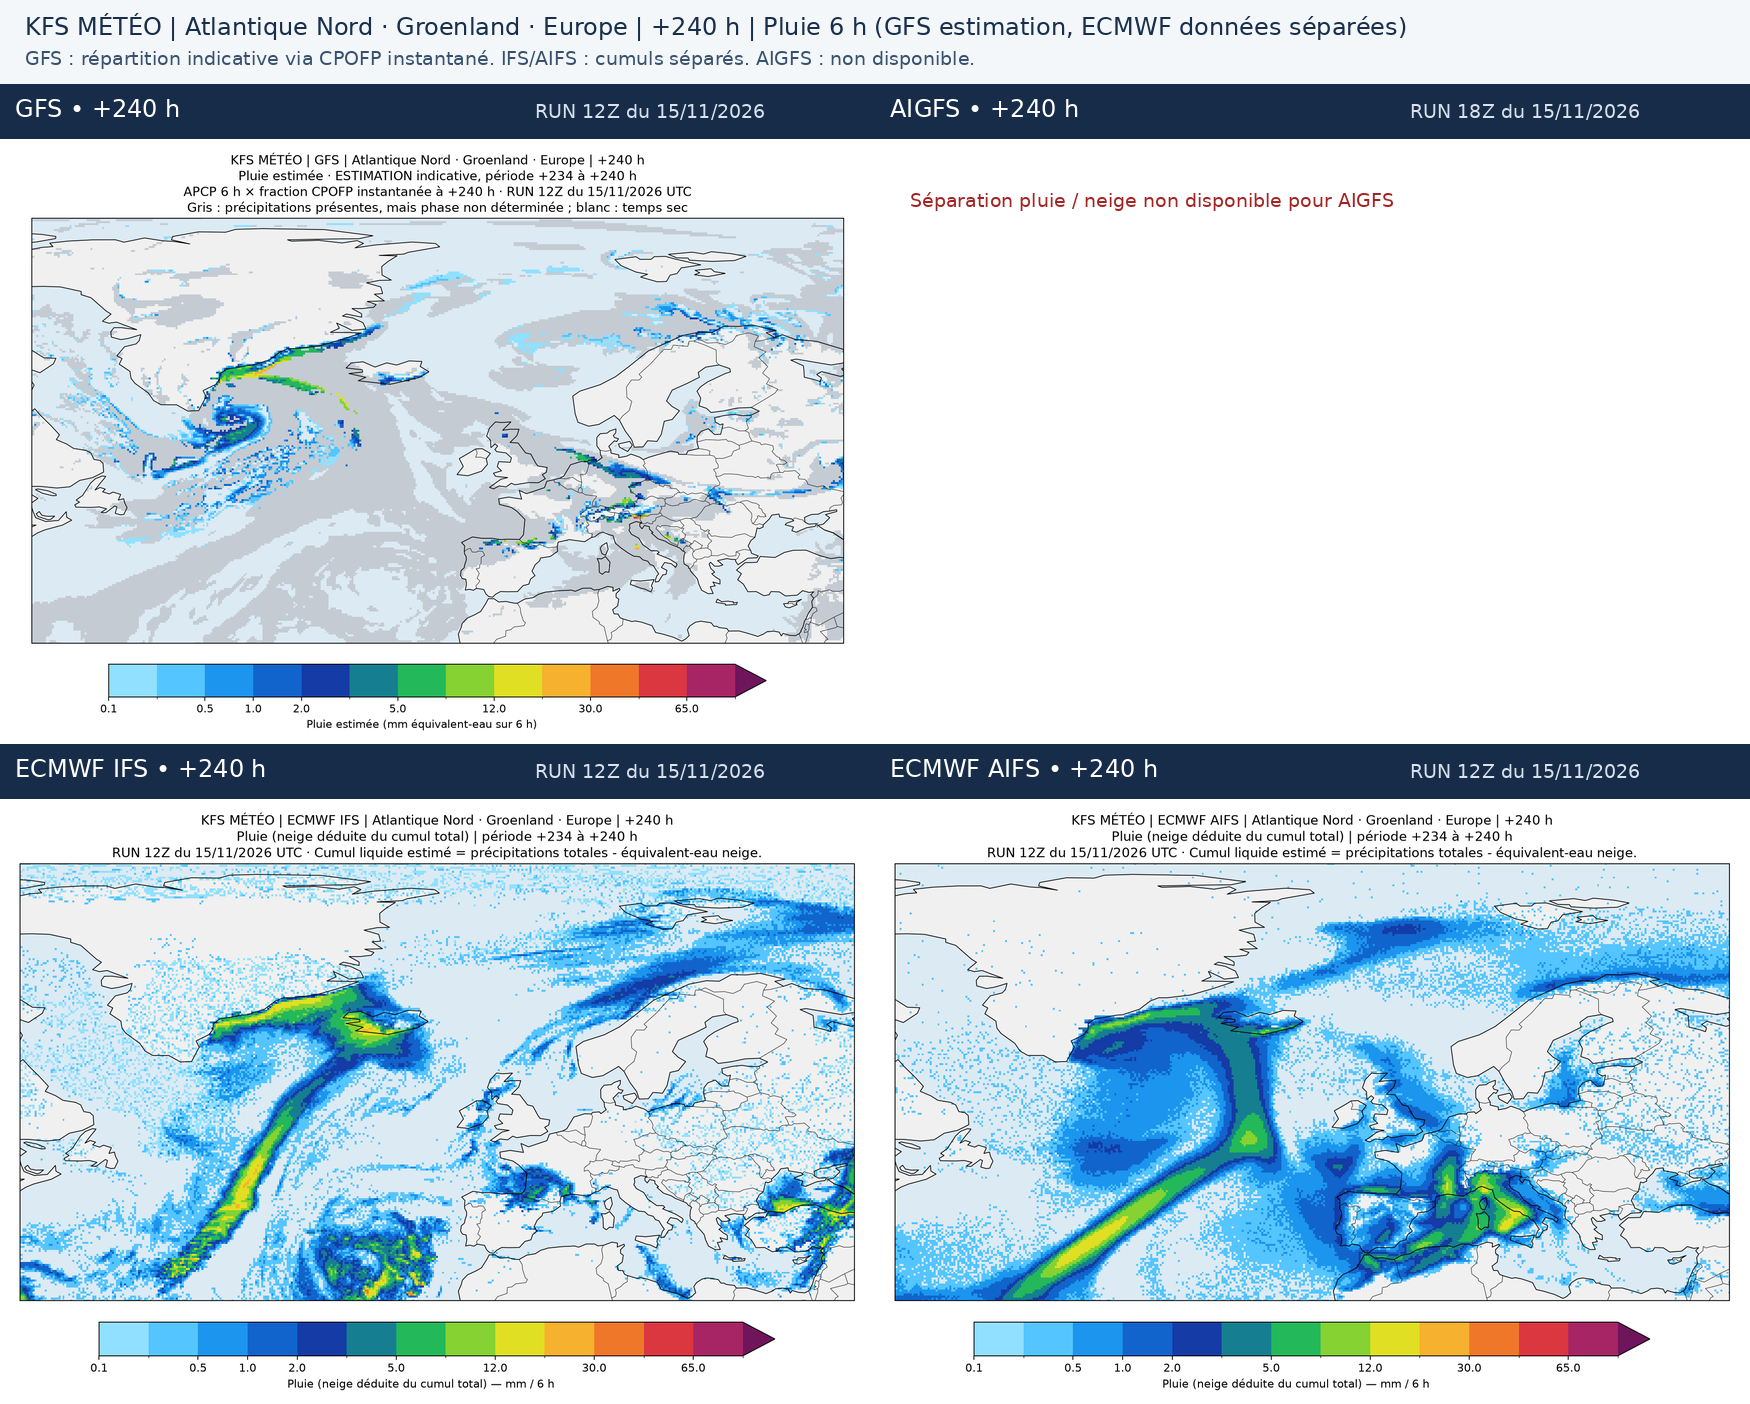 KFS MÉTÉO | Atlantique Nord · Groenland · Europe | +240 h | Pluie 6 h (GFS estimation, ECMWF données séparées)
GFS : répartition indicative via CPOFP instantané. IFS/AIFS : cumuls séparés. AIGFS : non disponible.
GFS • +240 h
RUN 12Z du 15/11/2026
AIGFS • +240 h
RUN 18Z du 15/11/2026
KFS MÉTÉO | GFS | Atlantique Nord · Groenland · Europe | +240 h
Pluie estimée · ESTIMATION indicative, période +234 à +240 h
APCP 6 h × fraction CPOFP instantanée à +240 h · RUN 12Z du 15/11/2026 UTC
Gris : précipitations présentes, mais phase non déterminée ; blanc : temps sec
Séparation pluie / neige non disponible pour AIGFS
0.1 0.5 1.0 2.0 5.0 12.0 30.0 65.0
Pluie estimée (mm équivalent-eau sur 6 h)
ECMWF IFS • +240 h
RUN 12Z du 15/11/2026
ECMWF AIFS • +240 h
RUN 12Z du 15/11/2026
KFS MÉTÉO | ECMWF IFS | Atlantique Nord · Groenland · Europe | +240 h
Pluie (neige déduite du cumul total) | période +234 à +240 h
RUN 12Z du 15/11/2026 UTC · Cumul liquide estimé = précipitations totales - équivalent-eau neige.
0.1 0.5 1.0 2.0 5.0 12.0 30.0 65.0
Pluie (neige déduite du cumul total) — mm / 6 h
KFS MÉTÉO | ECMWF AIFS | Atlantique Nord · Groenland · Europe | +240 h
Pluie (neige déduite du cumul total) | période +234 à +240 h
RUN 12Z du 15/11/2026 UTC · Cumul liquide estimé = précipitations totales - équivalent-eau neige.
0.1 0.5 1.0 2.0 5.0 12.0 30.0 65.0
Pluie (neige déduite du cumul total) — mm / 6 h